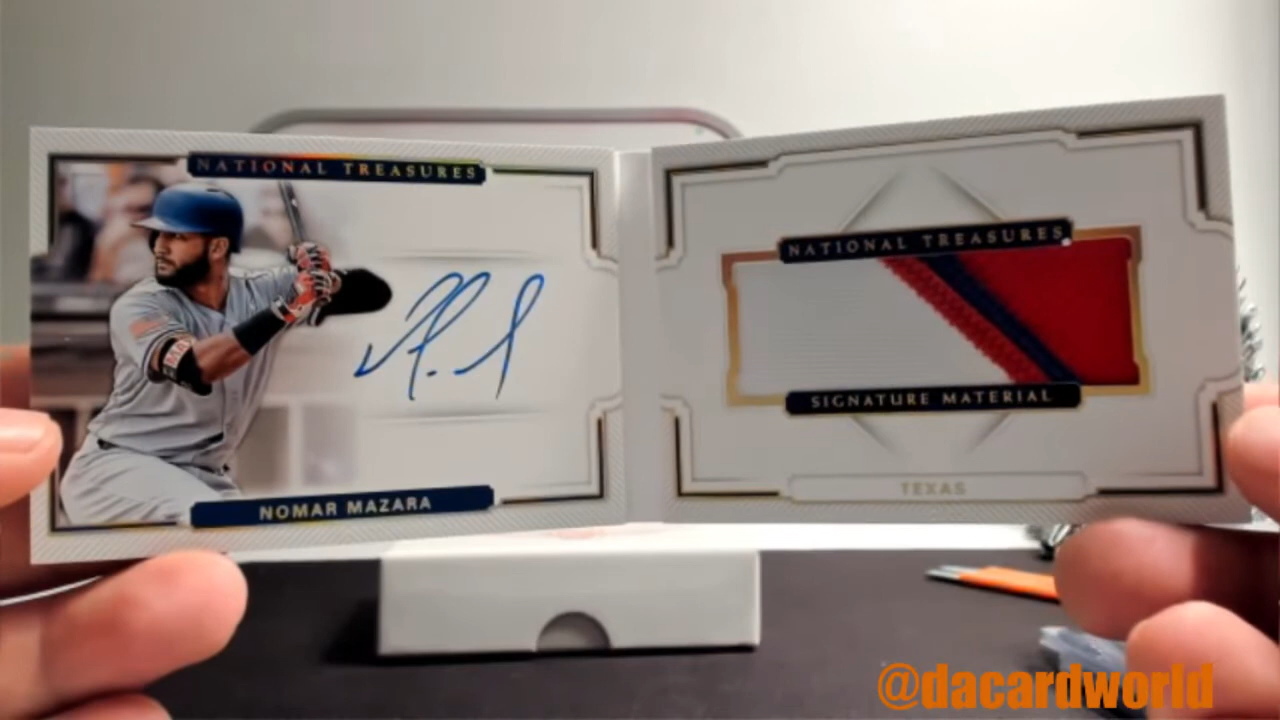 NATIONAL TREASURES
NOMAR MAZARA
NATIONAL TREASURES
SIGNATURE MATERIAL
TEXAS
@dacardworld